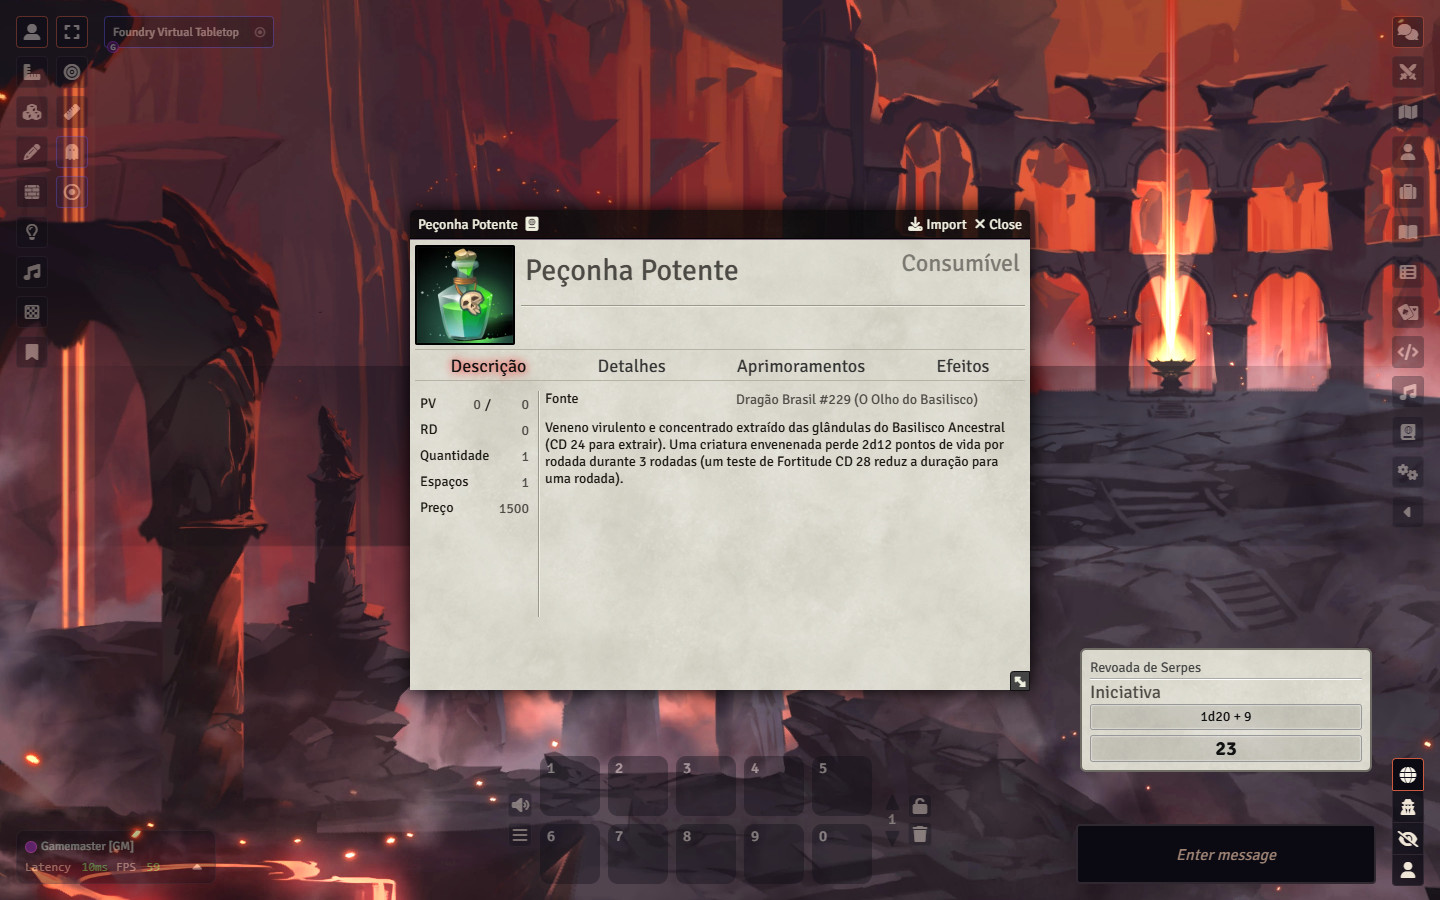 Foundry Virtual Tabletop
G
Peçonha Potente
Import
Close
Peçonha Potente
Consumível
Descrição
Detalhes
Aprimoramentos
Efeitos
PV 0 / 0
RD 0
Quantidade 1
Espaços 1
Preço 1500
Fonte Dragão Brasil #229 (O Olho do Basilisco)
Veneno virulento e concentrado extraído das glândulas do Basilisco Ancestral
(CD 24 para extrair). Uma criatura envenenada perde 2d12 pontos de vida por
rodada durante 3 rodadas (um teste de Fortitude CD 28 reduz a duração para
uma rodada).
Revoada de Serpes
Iniciativa
1d20 + 9
23
1 2 3 4 5
6 7 8 9 0
1
Gamemaster [GM]
Latency 10ms FPS 59
Enter message